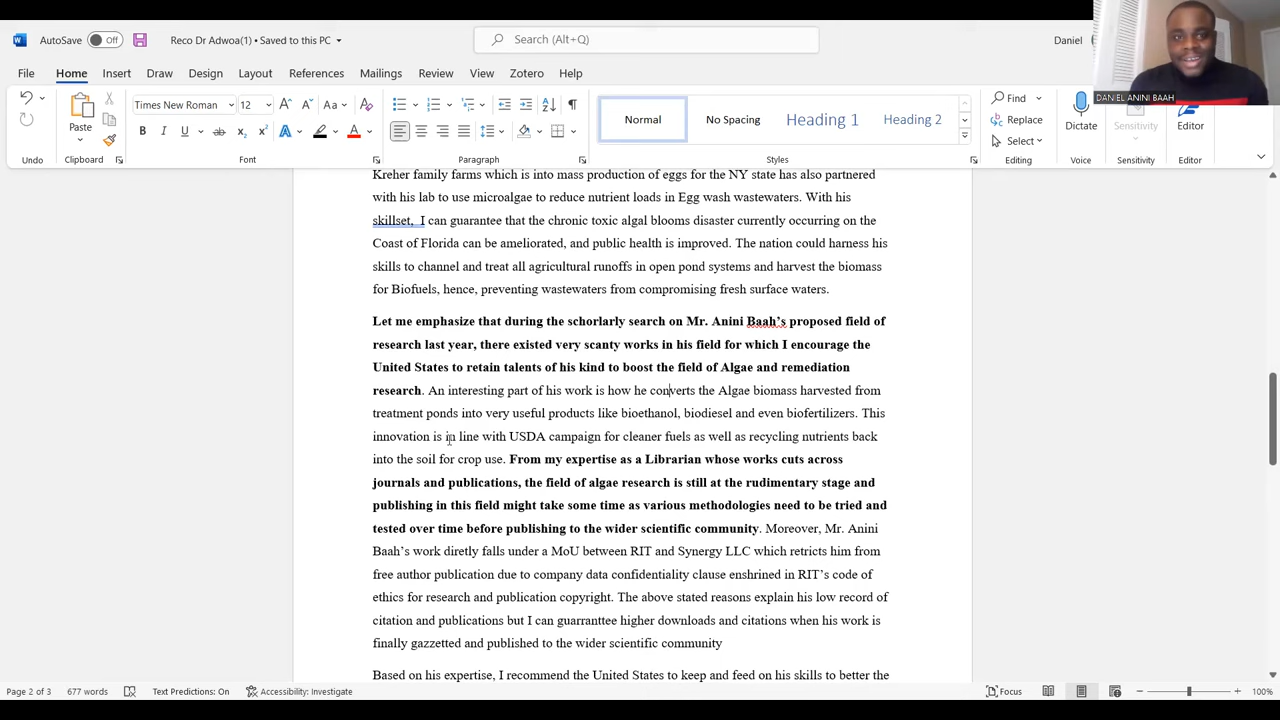 AutoSave Off Reco Dr Adwoa(1) • Saved to this PC Search (Alt+Q) Daniel
DANIEL ANINI BAAH
File Home Insert Draw Design Layout References Mailings Review View Zotero Help
Paste Times New Roman 12 Normal No Spacing Heading 1 Heading 2 Find Replace Select Dictate Sensitivity Editor
Undo Clipboard Font Paragraph Styles Editing Voice Sensitivity Editor
Kreher family farms which is into mass production of eggs for the NY state has also partnered
with his lab to use microalgae to reduce nutrient loads in Egg wash wastewaters. With his
skillset,  I can guarantee that the chronic toxic algal blooms disaster currently occurring on the
Coast of Florida can be ameliorated, and public health is improved. The nation could harness his
skills to channel and treat all agricultural runoffs in open pond systems and harvest the biomass
for Biofuels, hence, preventing wastewaters from compromising fresh surface waters.
Let me emphasize that during the schorlarly search on Mr. Anini Baah's proposed field of
research last year, there existed very scanty works in his field for which I encourage the
United States to retain talents of his kind to boost the field of Algae and remediation
research. An interesting part of his work is how he converts the Algae biomass harvested from
treatment ponds into very useful products like bioethanol, biodiesel and even biofertilizers. This
innovation is in line with USDA campaign for cleaner fuels as well as recycling nutrients back
into the soil for crop use. From my expertise as a Librarian whose works cuts across
journals and publications, the field of algae research is still at the rudimentary stage and
publishing in this field might take some time as various methodologies need to be tried and
tested over time before publishing to the wider scientific community. Moreover, Mr. Anini
Baah's work diretly falls under a MoU between RIT and Synergy LLC which retricts him from
free author publication due to company data confidentiality clause enshrined in RIT's code of
ethics for research and publication copyright. The above stated reasons explain his low record of
citation and publications but I can guarranttee higher downloads and citations when his work is
finally gazzetted and published to the wider scientific community
Based on his expertise, I recommend the United States to keep and feed on his skills to better the
Page 2 of 3 677 words Text Predictions: On Accessibility: Investigate Focus 100%